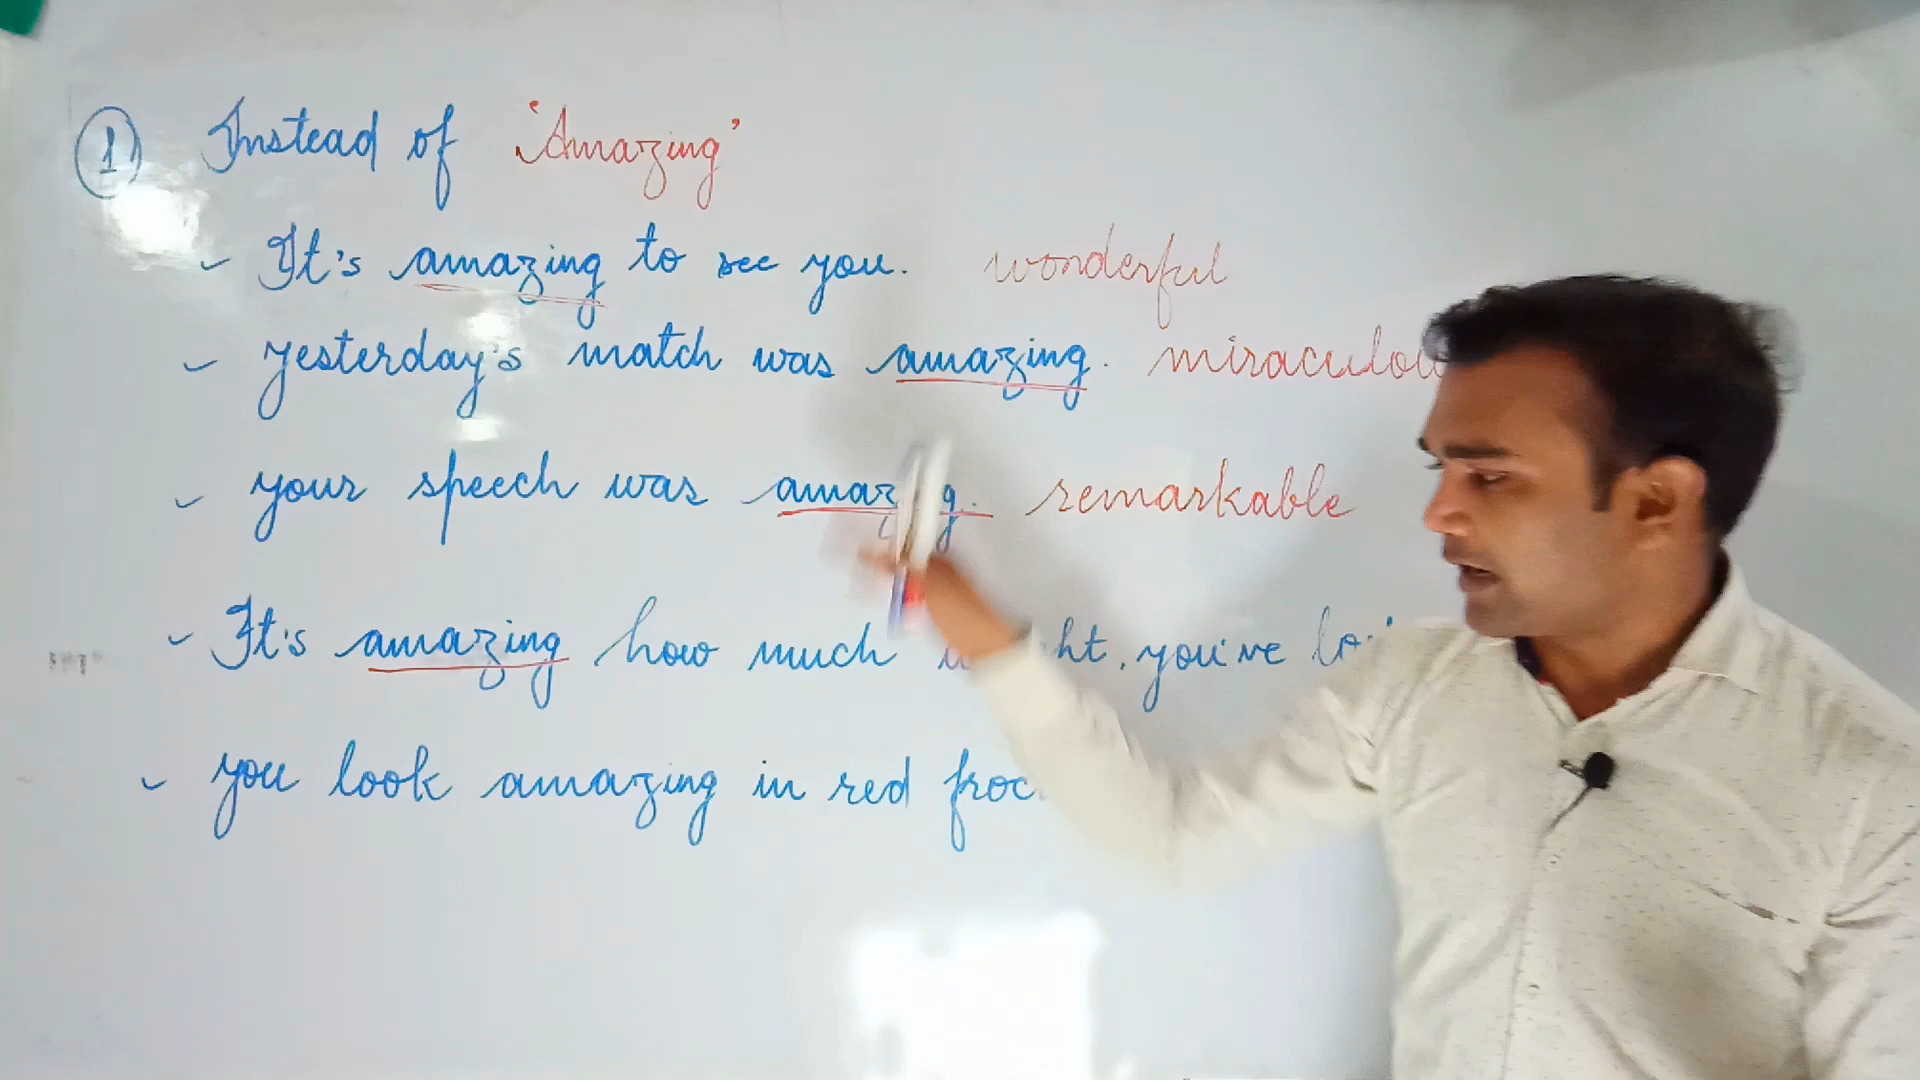 1 Instead of 'Amazing'
It's amazing to see you. wonderful
yesterday's match was amazing.
your speech was remarkable
It's amazing how much you've
you look amazing in red